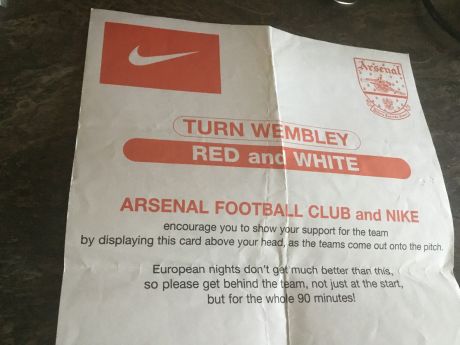 Arsenal
TURN WEMBLEY
RED and WHITE
ARSENAL FOOTBALL CLUB and NIKE
encourage you to show your support for the team
by displaying this card above your head, as the teams come out onto the pitch.
European nights don't get much better than this,
so please get behind the team, not just at the start,
but for the whole 90 minutes!